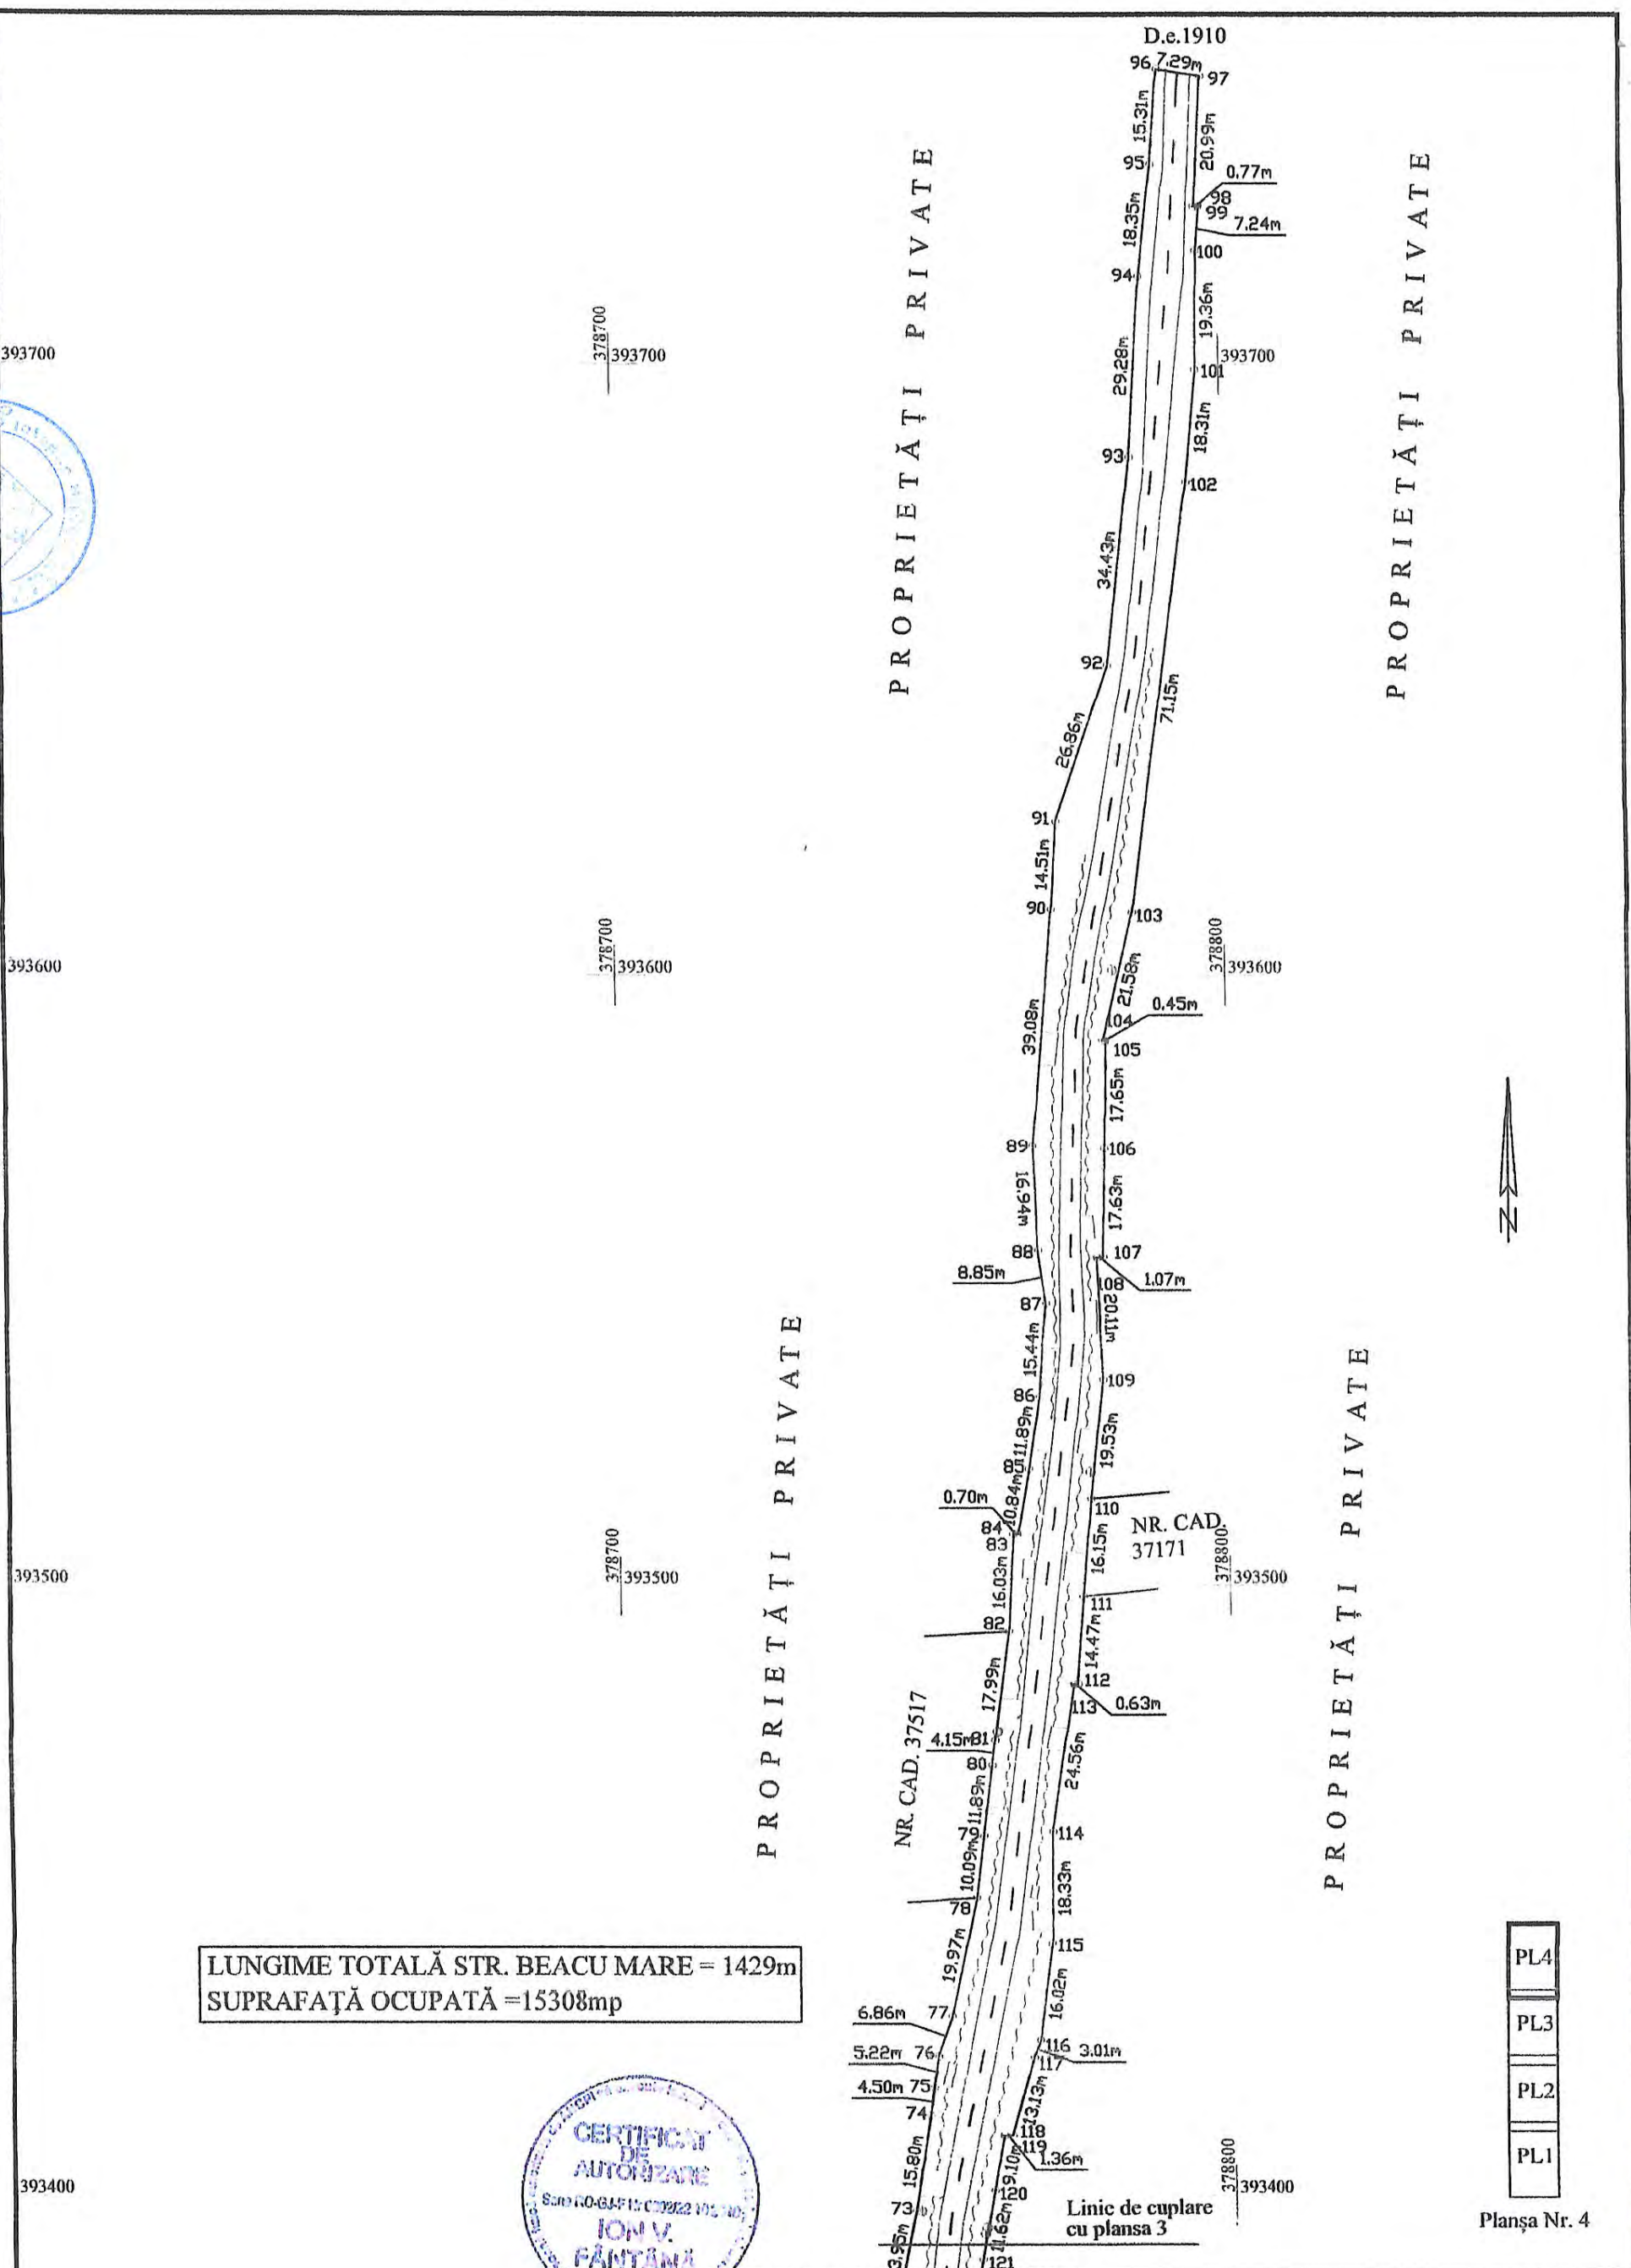 D.e.1910
96
7.29m
97
15.31m
20.99m
95
0.77m
98
99
7.24m
18.35m
100
94
19.36m
29.28m
101
18.31m
93
102
34.43m
92
71.15m
26.86m
91
14.51m
90
103
21.58m
39.08m
0.45m
104
105
17.65m
89
106
16.94m
17.63m
88
107
8.85m
108
1.07m
87
20.11m
15.44m
109
86
11.89m
19.53m
85
10.84m
0.70m
110
84
83
NR. CAD.
37171
16.15m
16.03m
111
82
14.47m
17.99m
112
113
0.63m
NR. CAD. 37517
4.15m
81
80
24.56m
11.89m
79
114
10.09m
18.33m
78
115
19.97m
16.02m
6.86m
77
116
3.01m
117
5.22m
76
4.50m
75
74
13.13m
118
119
1.36m
15.80m
19.10m
120
73
11.62m
121
Linie de cuplare
cu plansa 3
PROPRIETĂȚI PRIVATE
PROPRIETĂȚI PRIVATE
PROPRIETĂȚI PRIVATE
PROPRIETĂȚI PRIVATE
393700
378700
393700
393700
393600
378700
393600
378800
393600
393500
378700
393500
378800
393500
393400
378800
393400
N
LUNGIME TOTALĂ STR. BEACU MARE = 1429m
SUPRAFAŢĂ OCUPATĂ =15308mp
CERTIFICAT
DE
AUTORIZARE
ION V.
FÂNTÂNĂ
PL4
PL3
PL2
PL1
Planşa Nr. 4